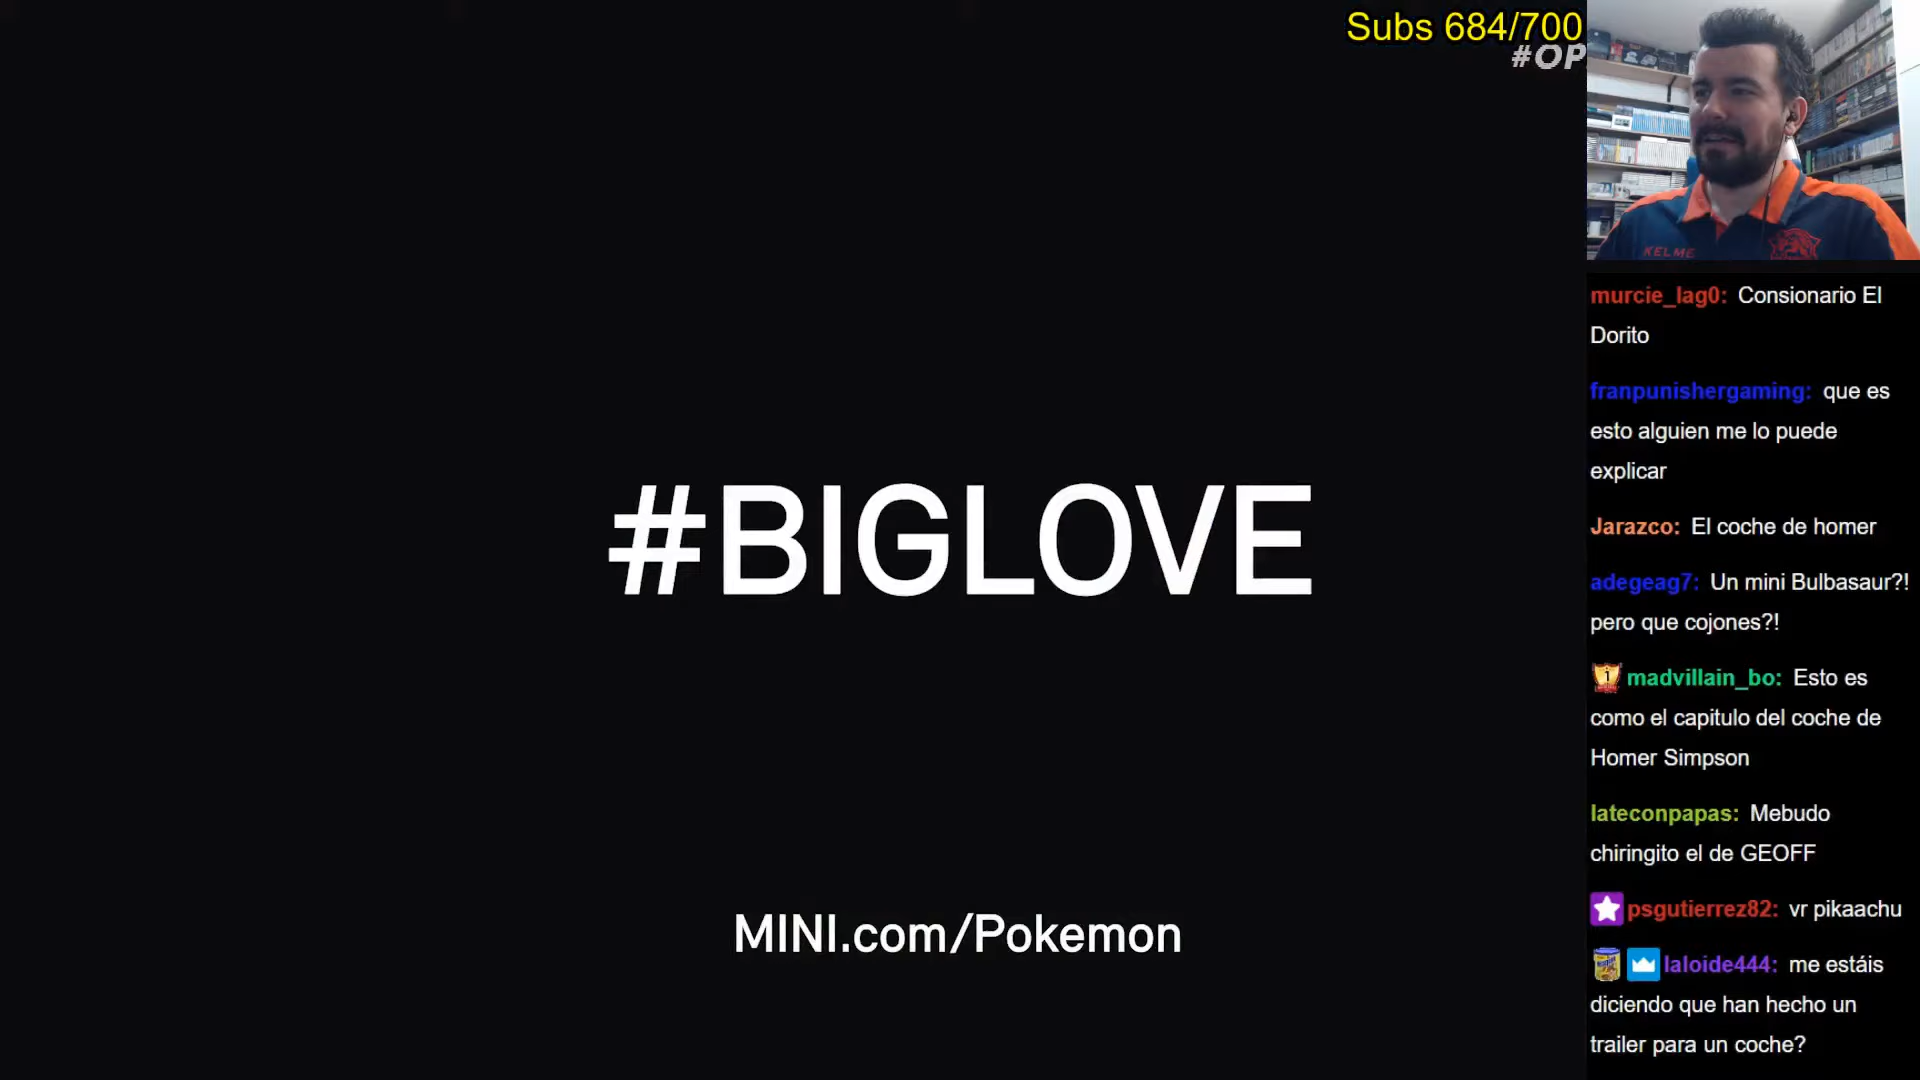 Subs 684/700
#OP
KELME
#BIGLOVE
MINI.com/Pokemon
murcie_lag0: Consionario El
Dorito
franpunishergaming: que es
esto alguien me lo puede
explicar
Jarazco: El coche de homer
adegeag7: Un mini Bulbasaur?!
pero que cojones?!
madvillain_bo: Esto es
como el capitulo del coche de
Homer Simpson
lateconpapas: Mebudo
chiringito el de GEOFF
psgutierrez82: vr pikaachu
laloide444: me estáis
diciendo que han hecho un
trailer para un coche?